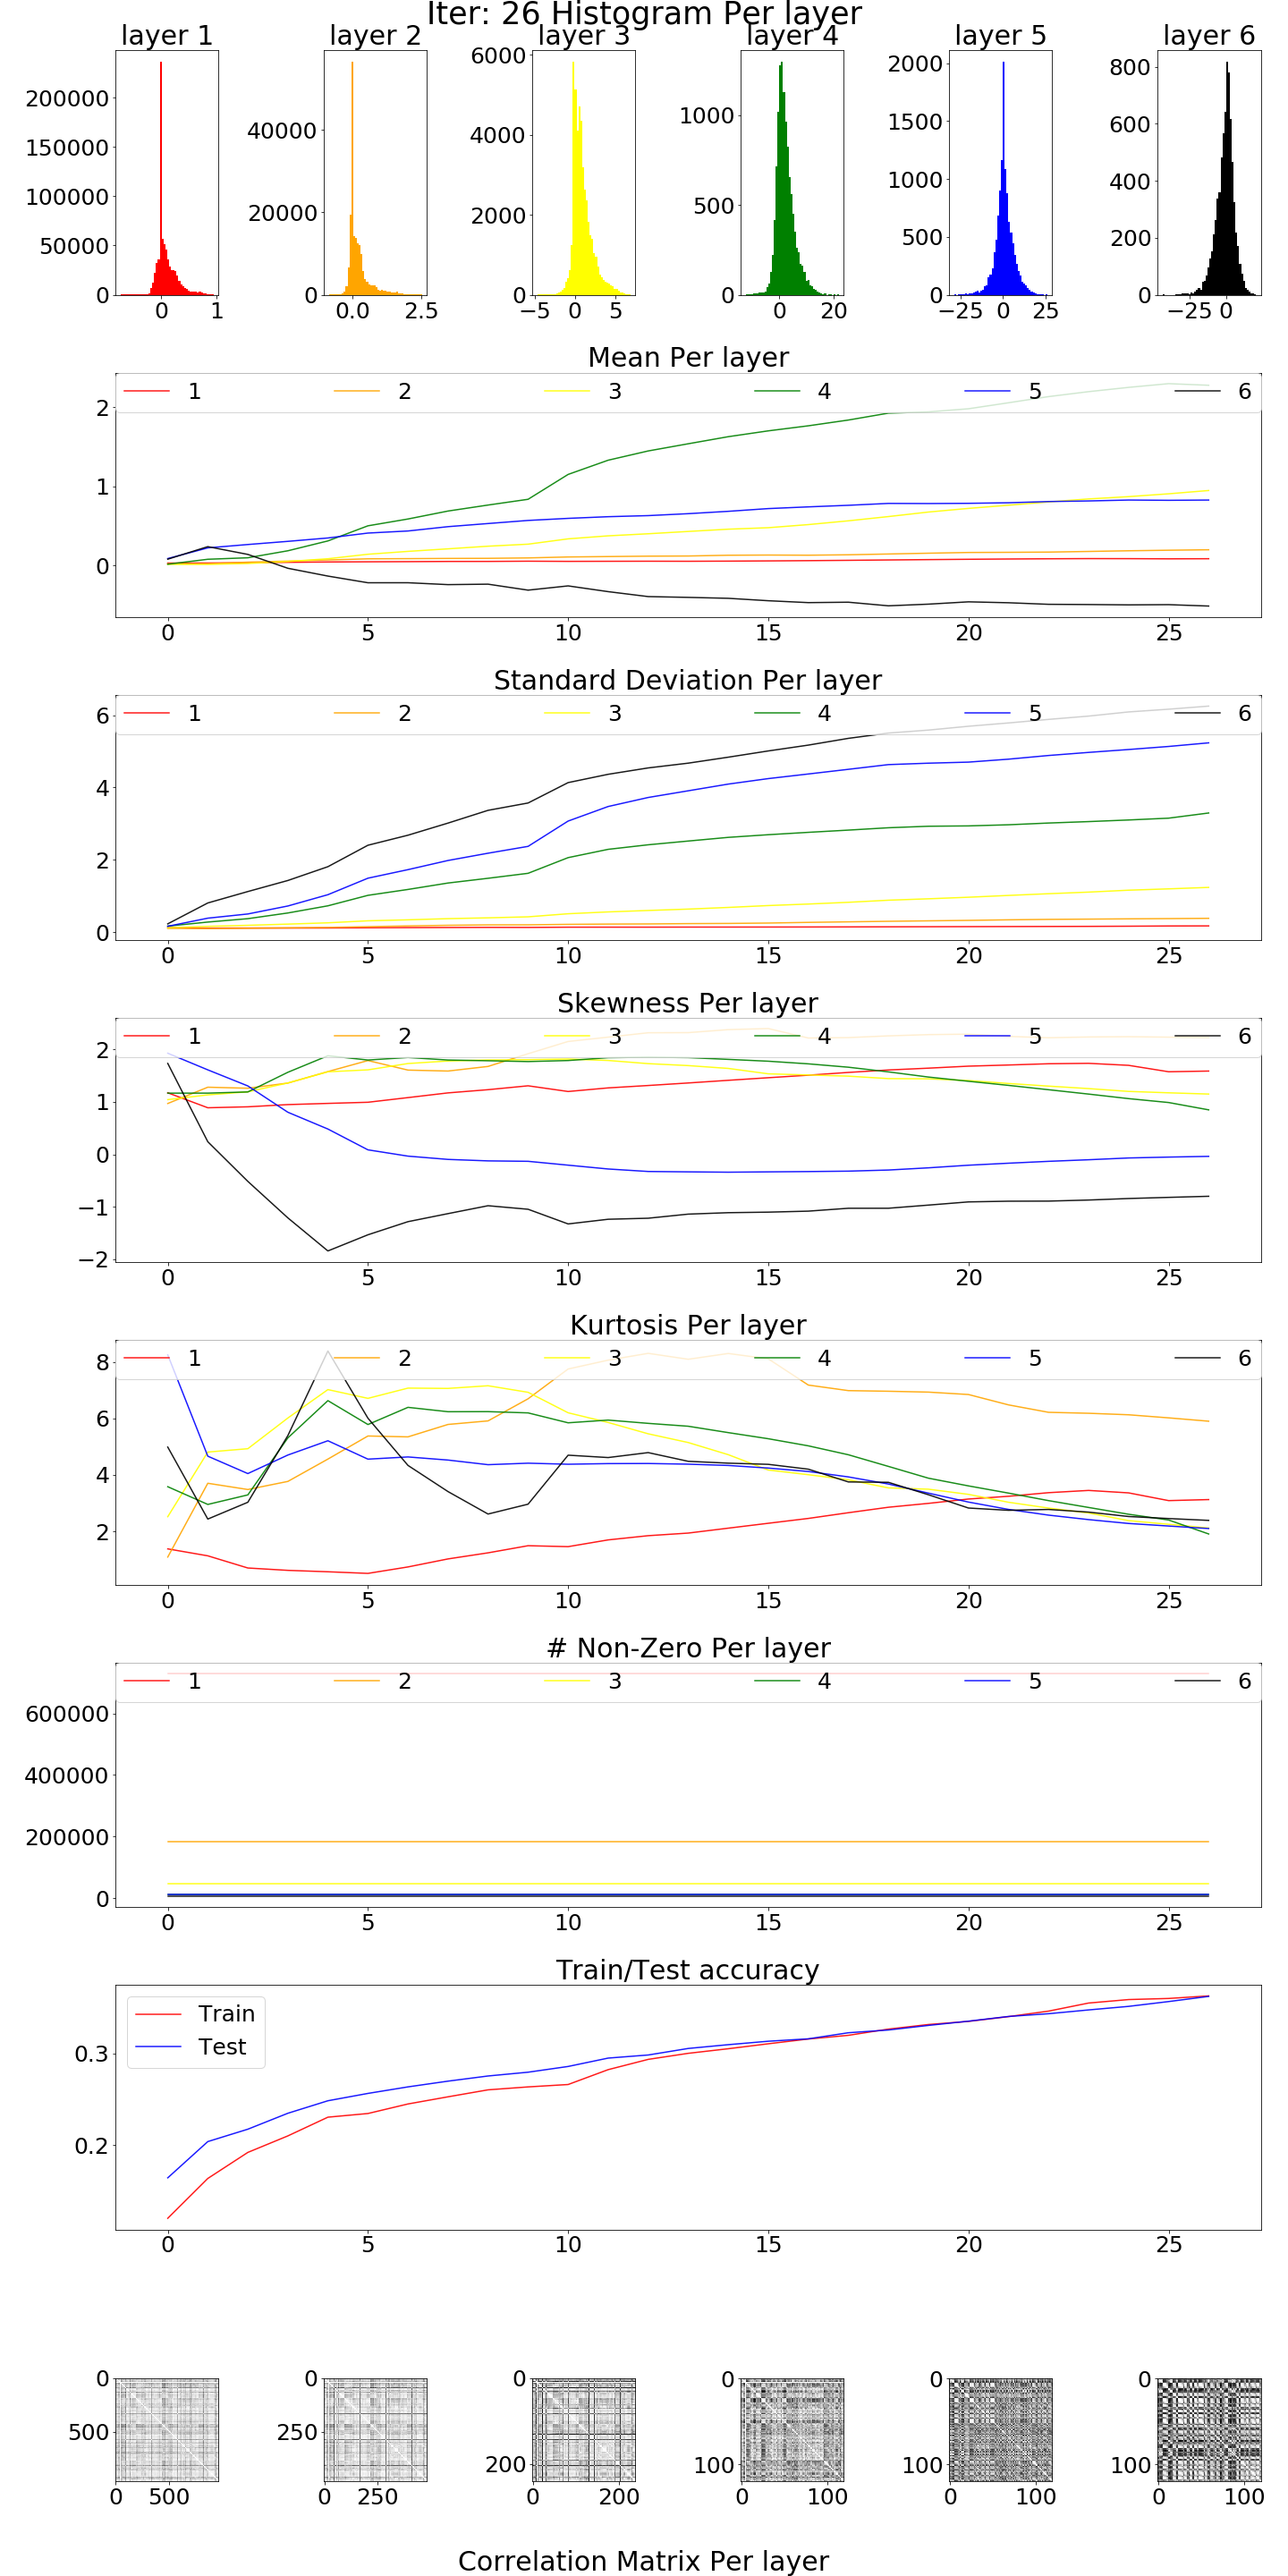 Iter: 26 Histogram Per layer
layer 1 layer 2 layer 3 layer 4 layer 5 layer 6
200000 150000 100000 50000 0
0 1
40000 20000 0
0.0 2.5
6000 4000 2000 0
−5 0 5
1000 500 0
0 20
2000 1500 1000 500 0
−25 0 25
800 600 400 200 0
−25 0
Mean Per layer
1 2 3 4 5 6
2
1
0
0 5 10 15 20 25
Standard Deviation Per layer
1 2 3 4 5 6
6
4
2
0
0 5 10 15 20 25
Skewness Per layer
1 2 3 4 5 6
2
1
0
−1
−2
0 5 10 15 20 25
Kurtosis Per layer
1 2 3 4 5 6
8
6
4
2
0 5 10 15 20 25
# Non-Zero Per layer
1 2 3 4 5 6
600000
400000
200000
0
0 5 10 15 20 25
Train/Test accuracy
Train
Test
0.3
0.2
0 5 10 15 20 25
0 500
0 500
0 250
0 250
0 200
0 200
0 100
0 100
0 100
0 100
0 100
0 100
Correlation Matrix Per layer